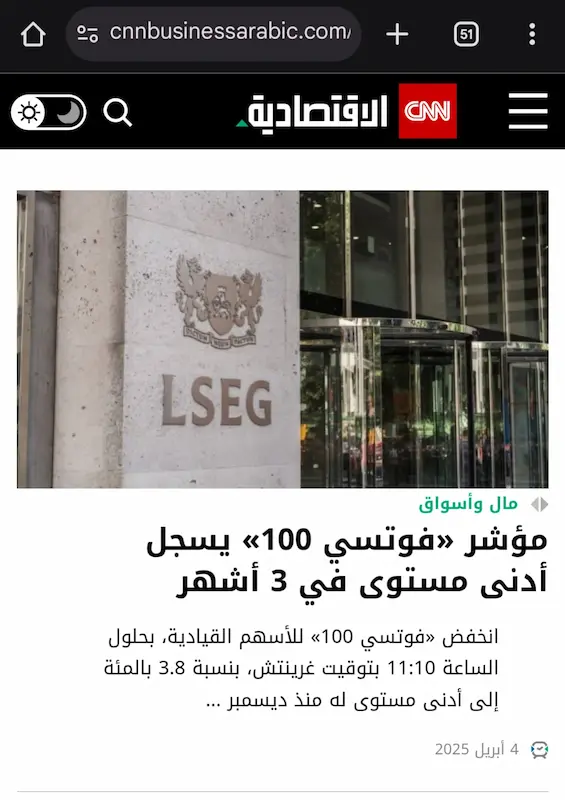 cnnbusinessarabic.com/
51
CNN الاقتصادية
LSEG
مال وأسواق
مؤشر «فوتسي 100» يسجل
أدنى مستوى في 3 أشهر
انخفض «فوتسي 100» للأسهم القيادية، بحلول
الساعة 11:10 بتوقيت غرينتش، بنسبة 3.8 بالمئة
إلى أدنى مستوى له منذ ديسمبر ...
4 أبريل 2025